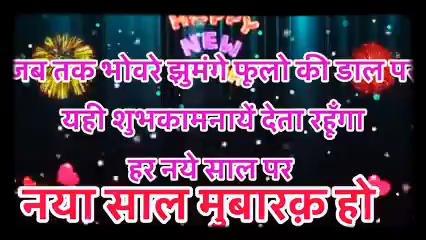 HAPPY
NEW
जब तक भोवरे झुमंगे फूलो की डाल पर
यही शुभकामनायें देता रहूँगा
हर नये साल पर
नया साल मुबारक़ हो